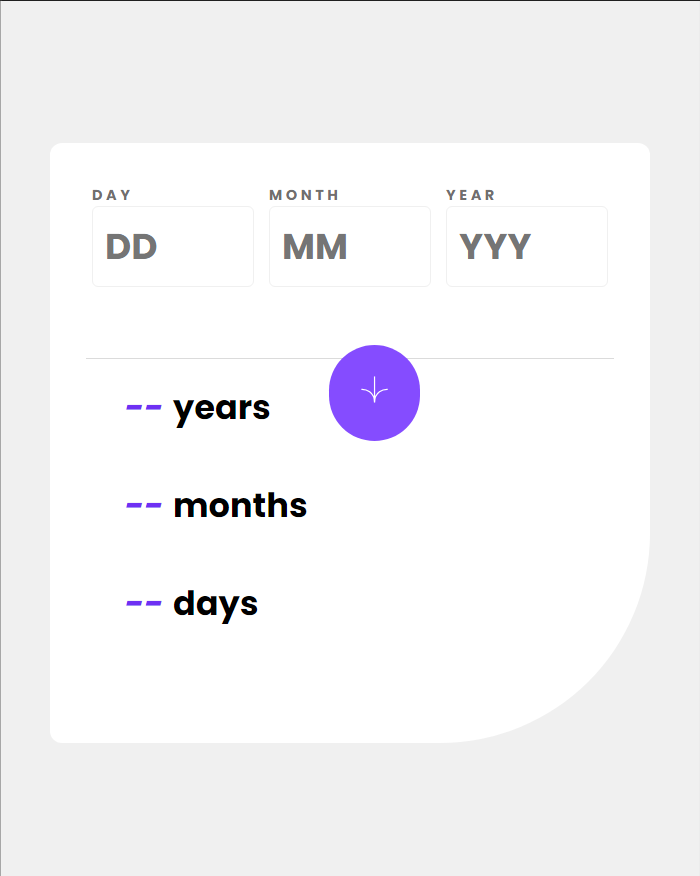 DAY MONTH YEAR
DD MM YYY
-- years
-- months
-- days